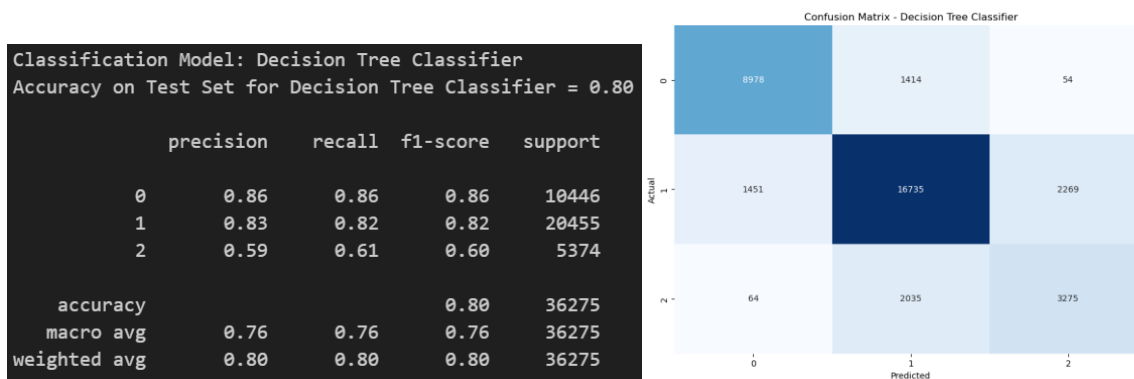 Classification Model: Decision Tree Classifier
Accuracy on Test Set for Decision Tree Classifier = 0.80
precision recall f1-score support
0 0.86 0.86 0.86 10446
1 0.83 0.82 0.82 20455
2 0.59 0.61 0.60 5374
accuracy 0.80 36275
macro avg 0.76 0.76 0.76 36275
weighted avg 0.80 0.80 0.80 36275
Confusion Matrix - Decision Tree Classifier
0 8978 1414 54
Actual
1 1451 16735 2269
2 64 2035 3275
0 1 2
Predicted